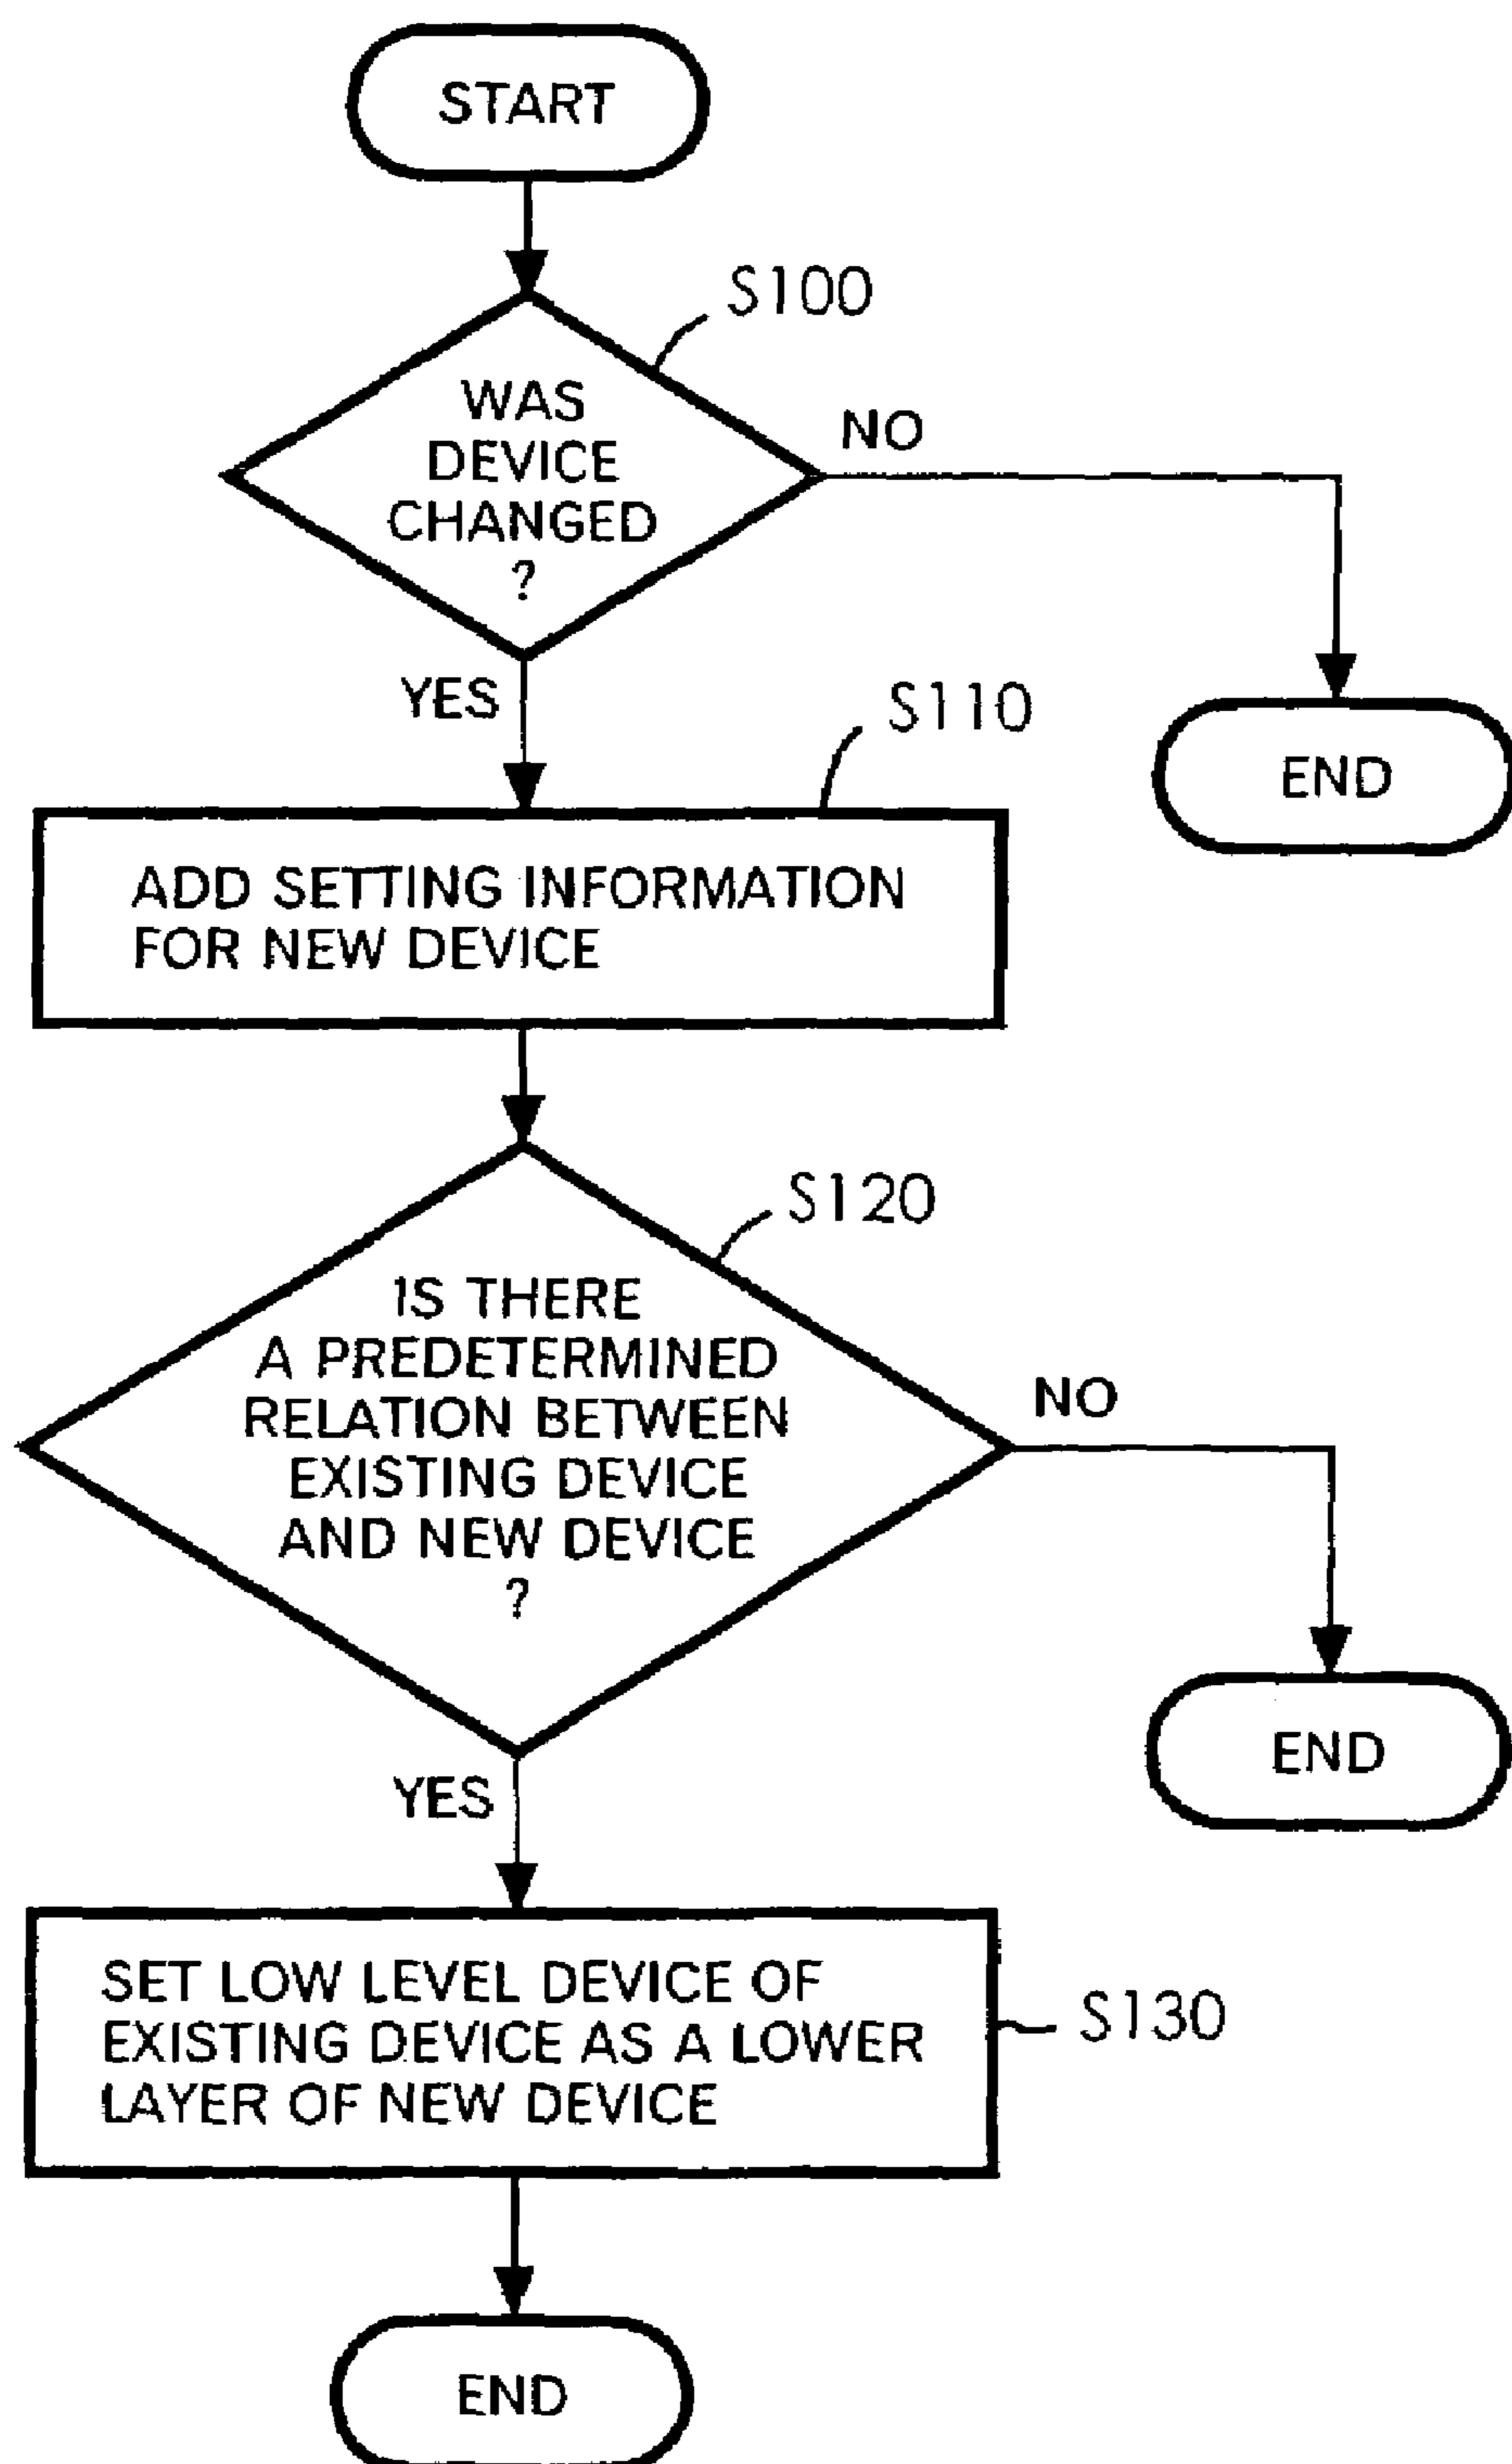 START
S100
WAS
DEVICE
CHANGED
?
NO
YES
S110
END
ADD SETTING INFORMATION
FOR NEW DEVICE
S120
IS THERE
A PREDETERMINED
RELATION BETWEEN
EXISTING DEVICE
AND NEW DEVICE
?
NO
END
YES
SET LOW LEVEL DEVICE OF
EXISTING DEVICE AS A LOWER
LAYER OF NEW DEVICE
S130
END